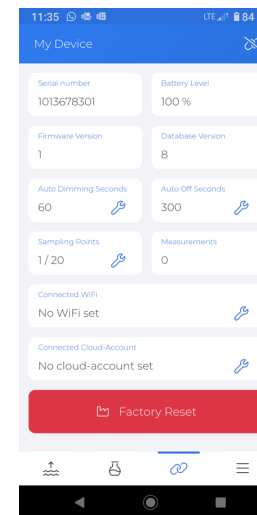 11:35 LTE 84
My Device
Serial number Battery Level
1013678301 100 %
Firmware Version Database Version
1 8
Auto Dimming Seconds Auto Off Seconds
60 300
Sampling Points Measurements
1 / 20 0
Connected WiFi
No WiFi set
Connected Cloud-Account
No cloud-account set
Factory Reset